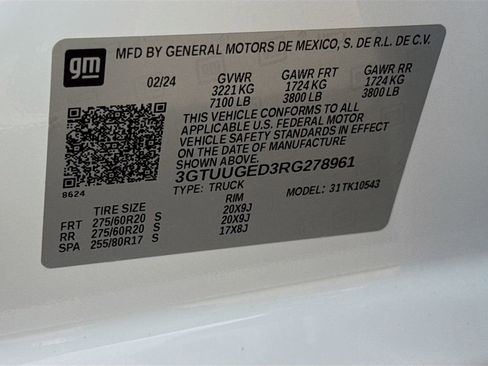 gm
MFD BY GENERAL MOTORS DE MEXICO, S. DE R.L. DE C.V.
02/24 GVWR GAWR FRT GAWR RR
3221 KG 1724 KG 1724 KG
7100 LB 3800 LB 3800 LB
THIS VEHICLE CONFORMS TO ALL
APPLICABLE U.S. FEDERAL MOTOR
VEHICLE SAFETY STANDARDS IN EFFECT
ON THE DATE OF MANUFACTURE
SHOWN ABOVE.
3GTUUGED3RG278961
8624 TYPE: TRUCK MODEL: 31TK10543
TIRE SIZE RIM
FRT 275/60R20 S 20X9J
RR 275/60R20 S 20X9J
SPA 255/80R17 S 17X8J